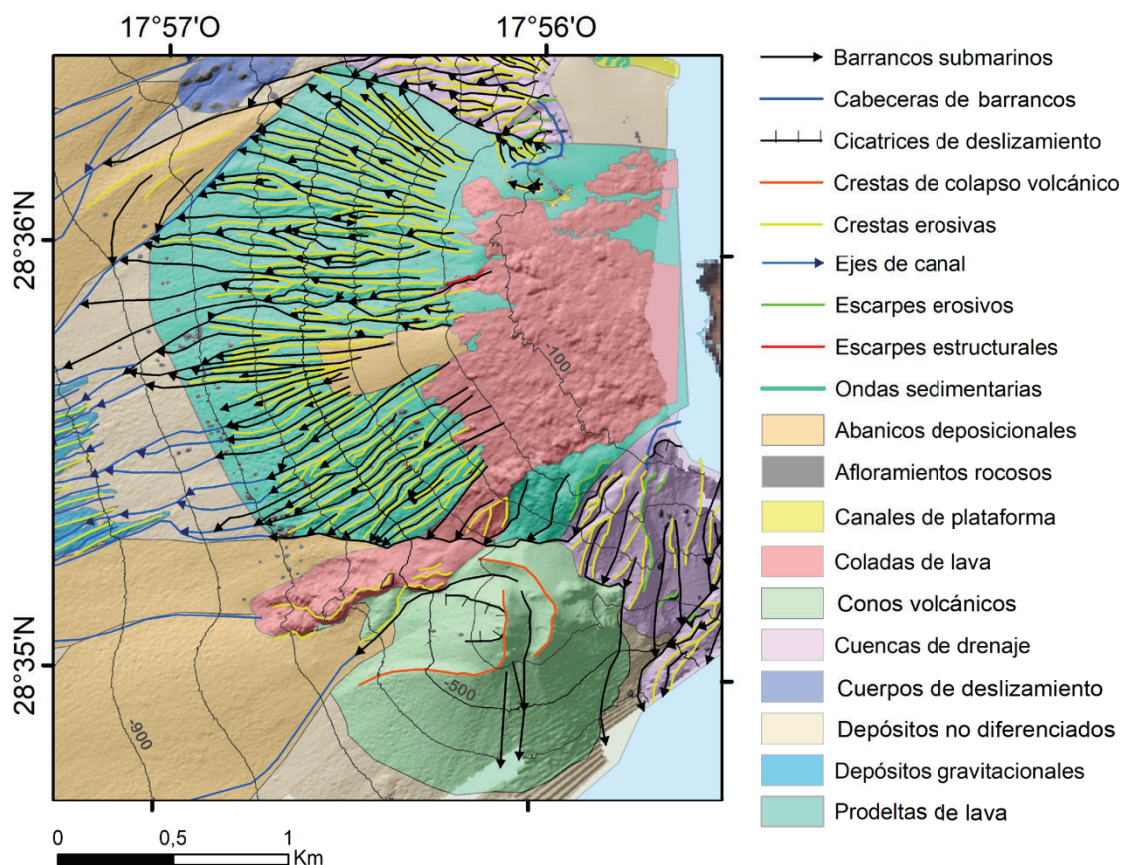 17°57'O
17°56'O
28°36'N
28°35'N
-100
-500
-900
0
0,5
1
Km
Barrancos submarinos
Cabeceras de barrancos
Cicatrices de deslizamiento
Crestas de colapso volcánico
Crestas erosivas
Ejes de canal
Escarpes erosivos
Escarpes estructurales
Ondas sedimentarias
Abanicos deposicionales
Afloramientos rocosos
Canales de plataforma
Coladas de lava
Conos volcánicos
Cuencas de drenaje
Cuerpos de deslizamiento
Depósitos no diferenciados
Depósitos gravitacionales
Prodeltas de lava